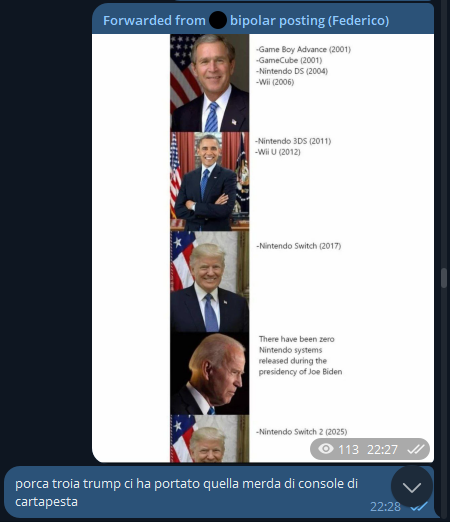 Forwarded from bipolar posting (Federico)
-Game Boy Advance (2001)
-GameCube (2001)
-Nintendo DS (2004)
-Wii (2006)
-Nintendo 3DS (2011)
-Wii U (2012)
-Nintendo Switch (2017)
There have been zero
Nintendo systems
released during the
presidency of Joe Biden
-Nintendo Switch 2 (2025)
113 22:27
porca troia trump ci ha portato quella merda di console di
cartapesta
22:28